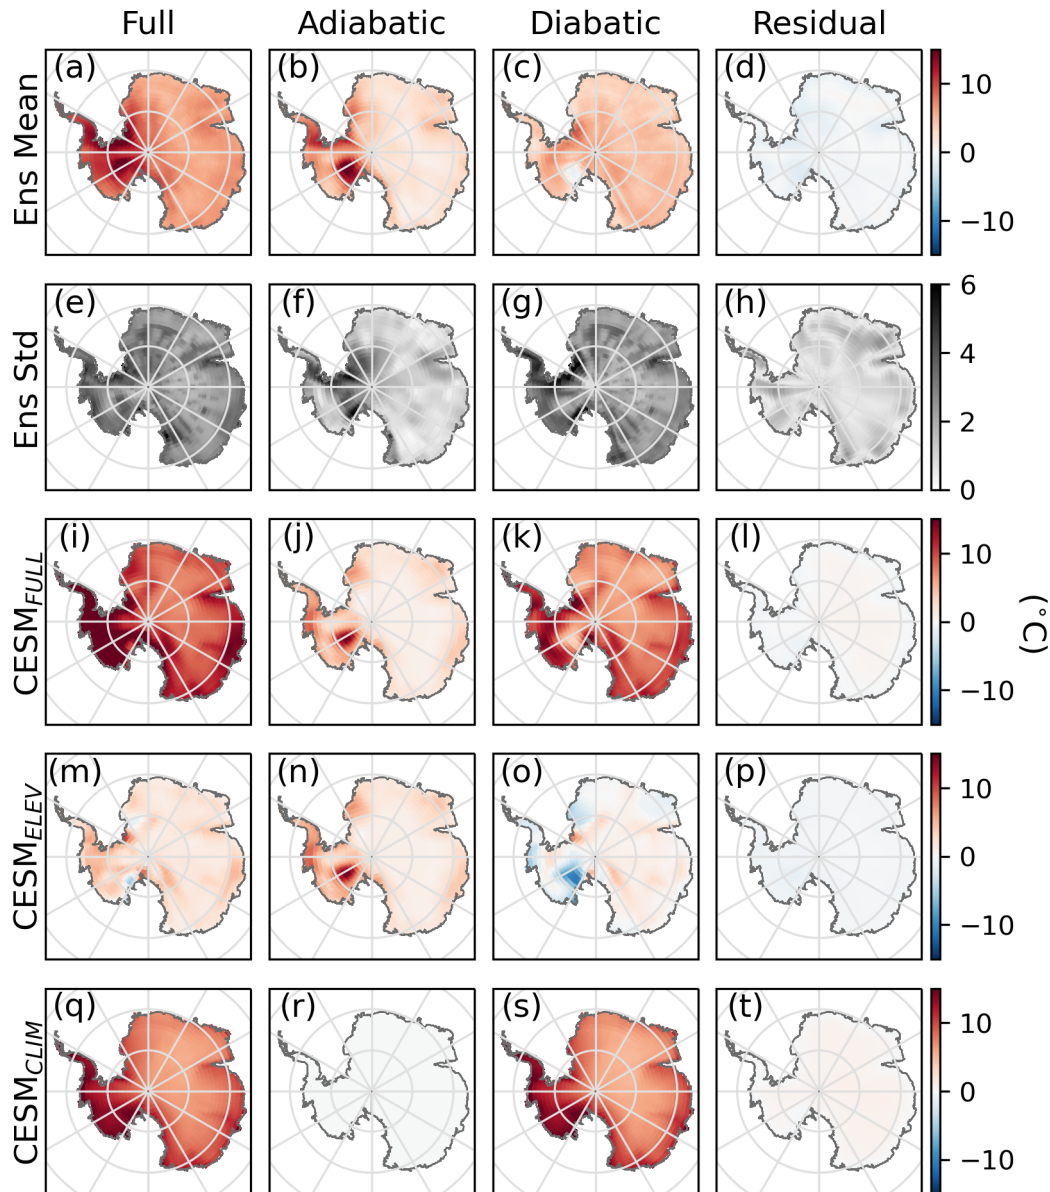 Full Adiabatic Diabatic Residual
Ens Mean (a) (b) (c) (d) 10 0 −10
Ens Std (e) (f) (g) (h) 6 4 2 0
CESM_FULL (i) (j) (k) (l) 10 0 −10
(°C)
CESM_ELEV (m) (n) (o) (p) 10 0 −10
CESM_CLIM (q) (r) (s) (t) 10 0 −10